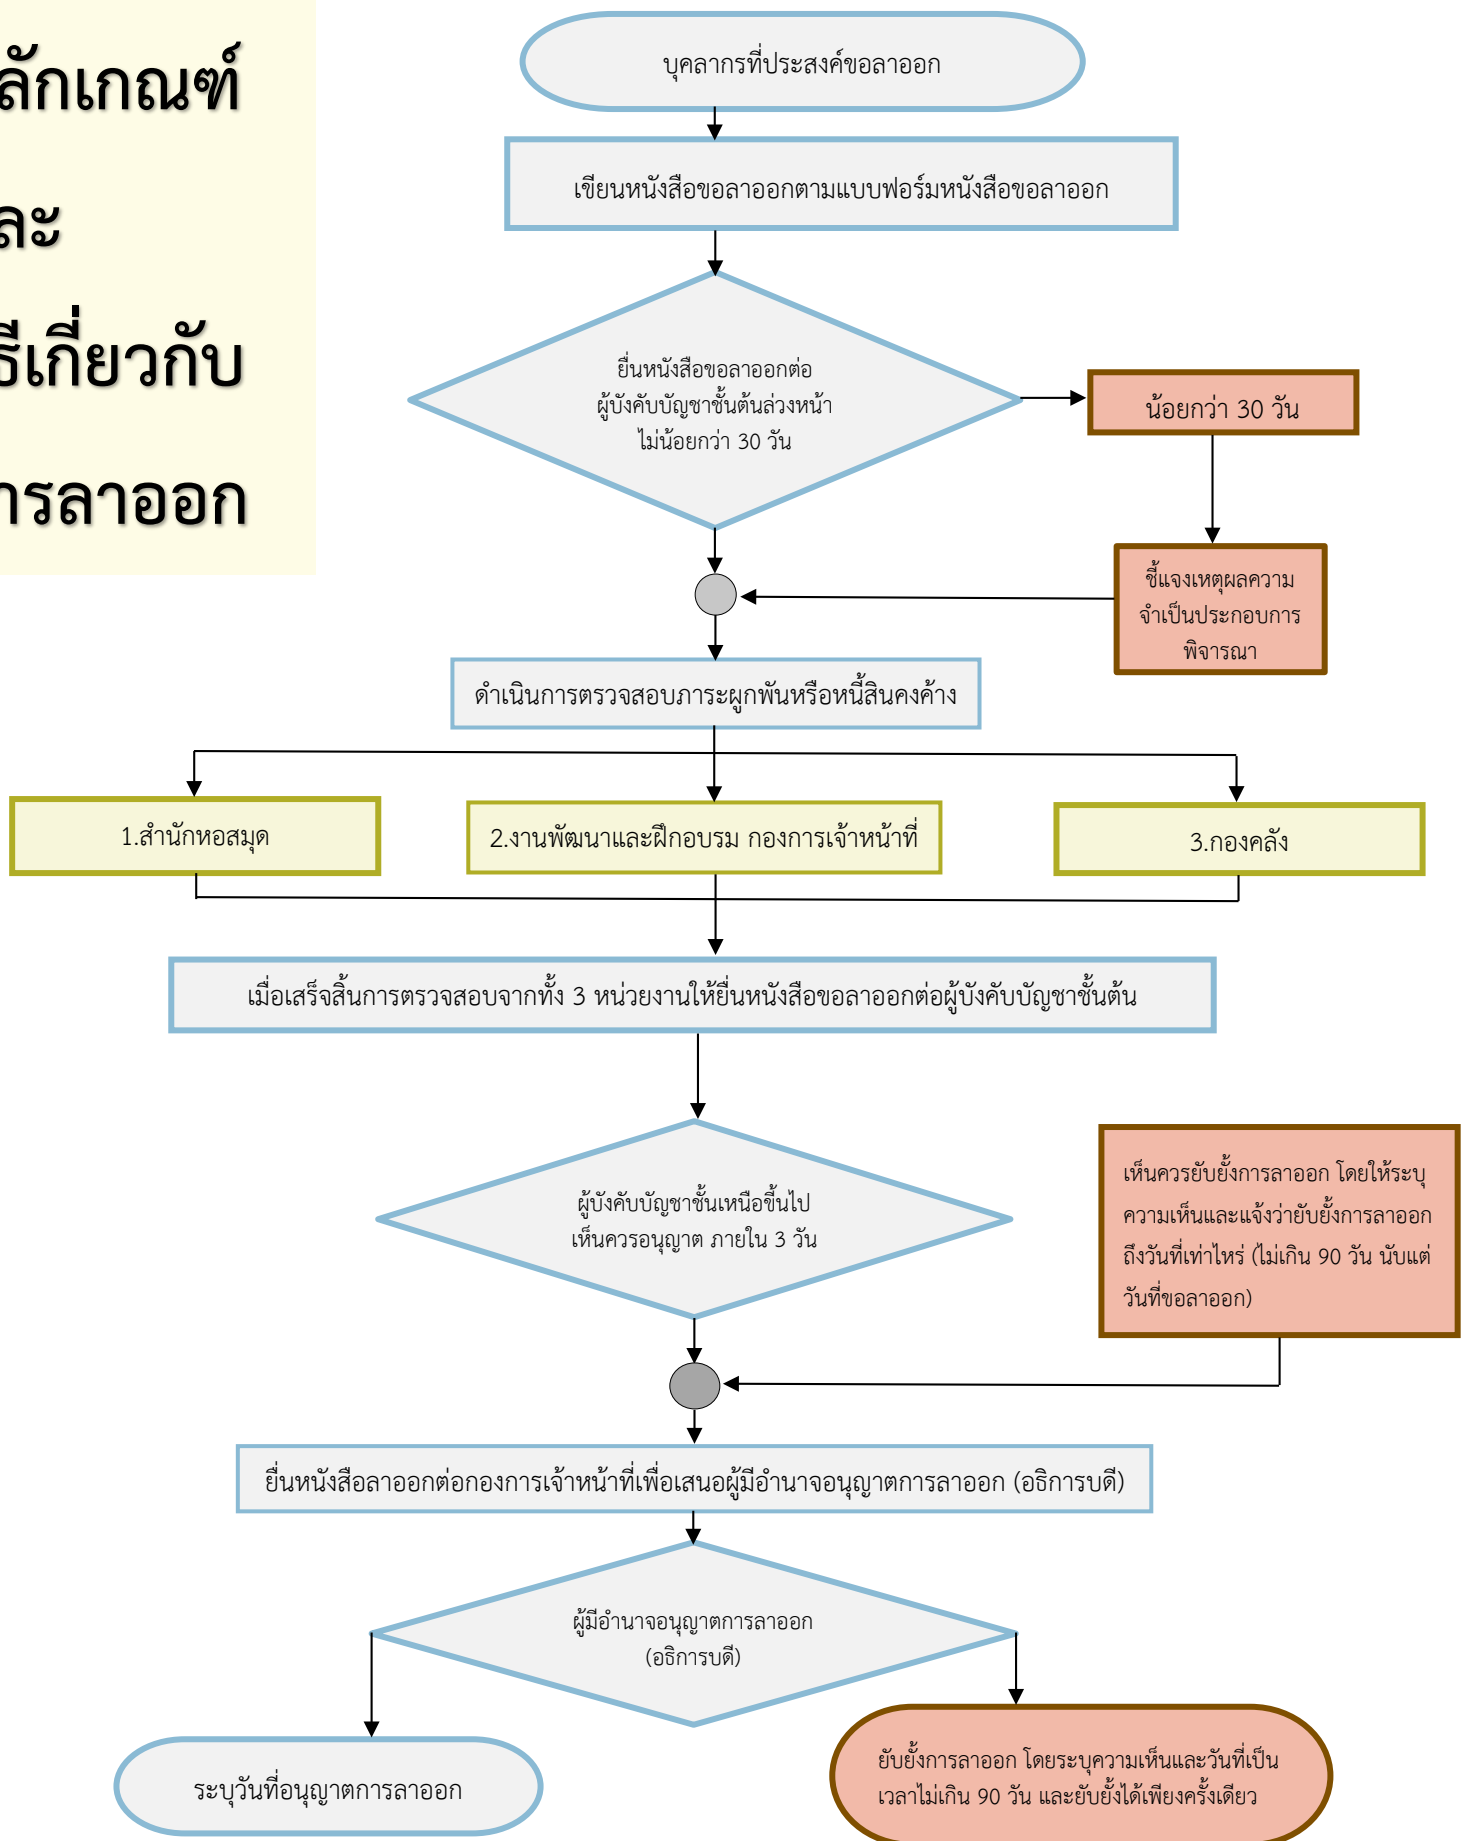 ลักเกณฑ์
ละ
ธีเกี่ยวกับ
ารลาออก
บุคลากรที่ประสงค์ขอลาออก
เขียนหนังสือขอลาออกตามแบบฟอร์มหนังสือขอลาออก
ยื่นหนังสือขอลาออกต่อ
ผู้บังคับบัญชาชั้นต้นล่วงหน้า
ไม่น้อยกว่า 30 วัน
น้อยกว่า 30 วัน
ชี้แจงเหตุผลความ
จำเป็นประกอบการ
พิจารณา
ดำเนินการตรวจสอบภาระผูกพันหรือหนี้สินคงค้าง
1.สำนักหอสมุด
2.งานพัฒนาและฝึกอบรม กองการเจ้าหน้าที่
3.กองคลัง
เมื่อเสร็จสิ้นการตรวจสอบจากทั้ง 3 หน่วยงานให้ยื่นหนังสือขอลาออกต่อผู้บังคับบัญชาชั้นต้น
ผู้บังคับบัญชาชั้นเหนือขึ้นไป
เห็นควรอนุญาต ภายใน 3 วัน
เห็นควรยับยั้งการลาออก โดยให้ระบุ
ความเห็นและแจ้งว่ายับยั้งการลาออก
ถึงวันที่เท่าไหร่ (ไม่เกิน 90 วัน นับแต่
วันที่ขอลาออก)
ยื่นหนังสือลาออกต่อกองการเจ้าหน้าที่เพื่อเสนอผู้มีอำนาจอนุญาตการลาออก (อธิการบดี)
ผู้มีอำนาจอนุญาตการลาออก
(อธิการบดี)
ระบุวันที่อนุญาตการลาออก
ยับยั้งการลาออก โดยระบุความเห็นและวันที่เป็น
เวลาไม่เกิน 90 วัน และยับยั้งได้เพียงครั้งเดียว